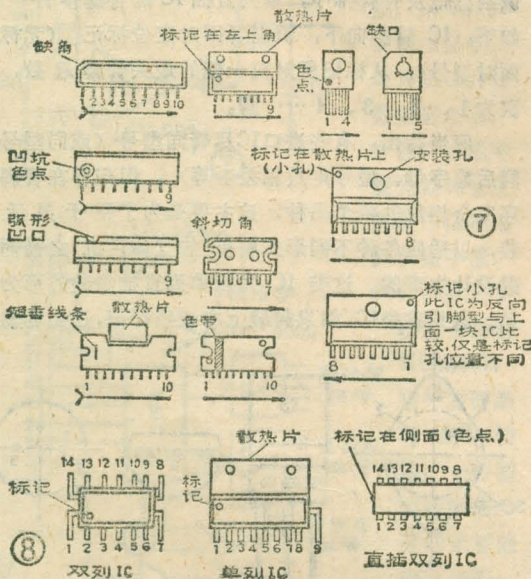 散热片
缺角
标记在左上角
缺口
色点
1 2 3 4 5 6 7 8 9 10
1 9
1 4
1 5
凹坑
色点
9
标记在散热片上
(小孔)
安装孔
1 8
⑦
弧形
凹口
斜切角
9
标记小孔
此IC为反向
引脚型与上
面一块IC比
较,仅是标记
孔位置不同
8 1
短垂线条
散热片
色带
1 10
1 10
散热片
标记在侧面(色点)
14 13 12 11 10 9 8
标记
标记
14 13 12 11 10 9 8
⑧
1 2 3 4 5 6 7
1 2 3 4 5 6 7 8 9
1 2 3 4 5 6 7
双列IC
单列IC
直插双列IC